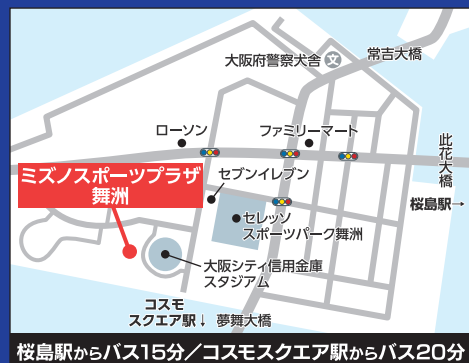 常吉大橋
大阪府警察犬舎
文
ローソン
ファミリーマート
此花大橋
ミズノスポーツプラザ
舞洲
セブンイレブン
桜島駅→
セレッソ
スポーツパーク舞洲
大阪シティ信用金庫
スタジアム
コスモ
スクエア駅↓
夢舞大橋
桜島駅からバス15分／コスモスクエア駅からバス20分